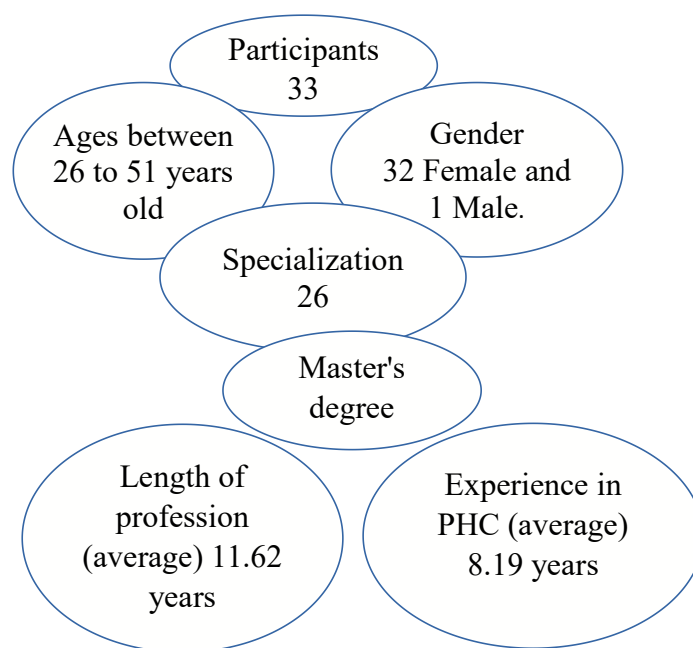 Participants
33
Ages between
26 to 51 years
old
Gender
32 Female and
1 Male.
Specialization
26
Master's
degree
Length of
profession
(average) 11.62
years
Experience in
PHC (average)
8.19 years